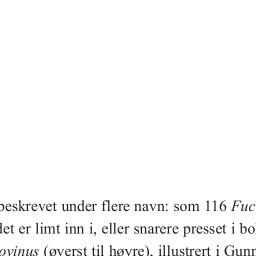 beskrevet under flere navn: som 116 Fuc
det er limt inn i, eller snarere presset i bo
ovinus (øverst til høyre), illustrert i Gunn